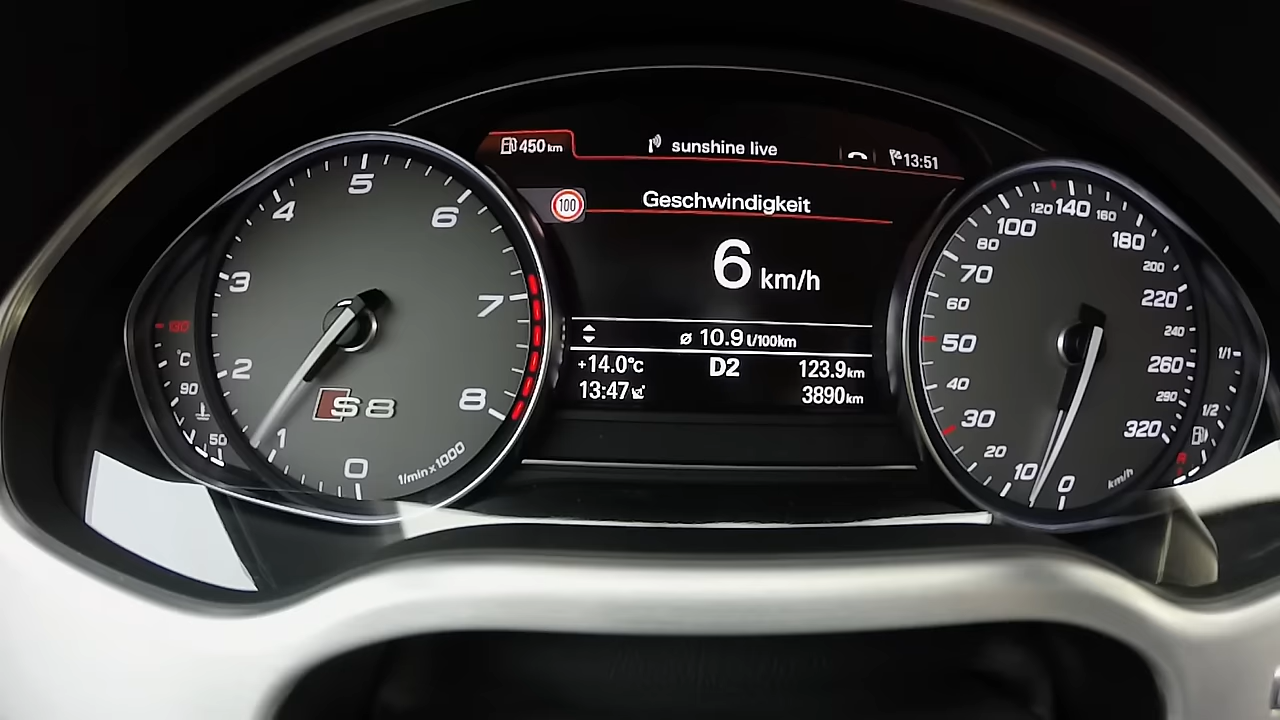 450 km
sunshine live
13:51
100
Geschwindigkeit
6 km/h
ø 10.9 l/100km
+14.0°C
D2
123.9 km
13:47
3890 km
0
1
2
3
4
5
6
7
8
S8
1/min x 1000
130
°C
90
50
0
10
20
30
40
50
60
70
80
100
120
140
160
180
200
220
240
260
290
320
km/h
1/1
1/2
R